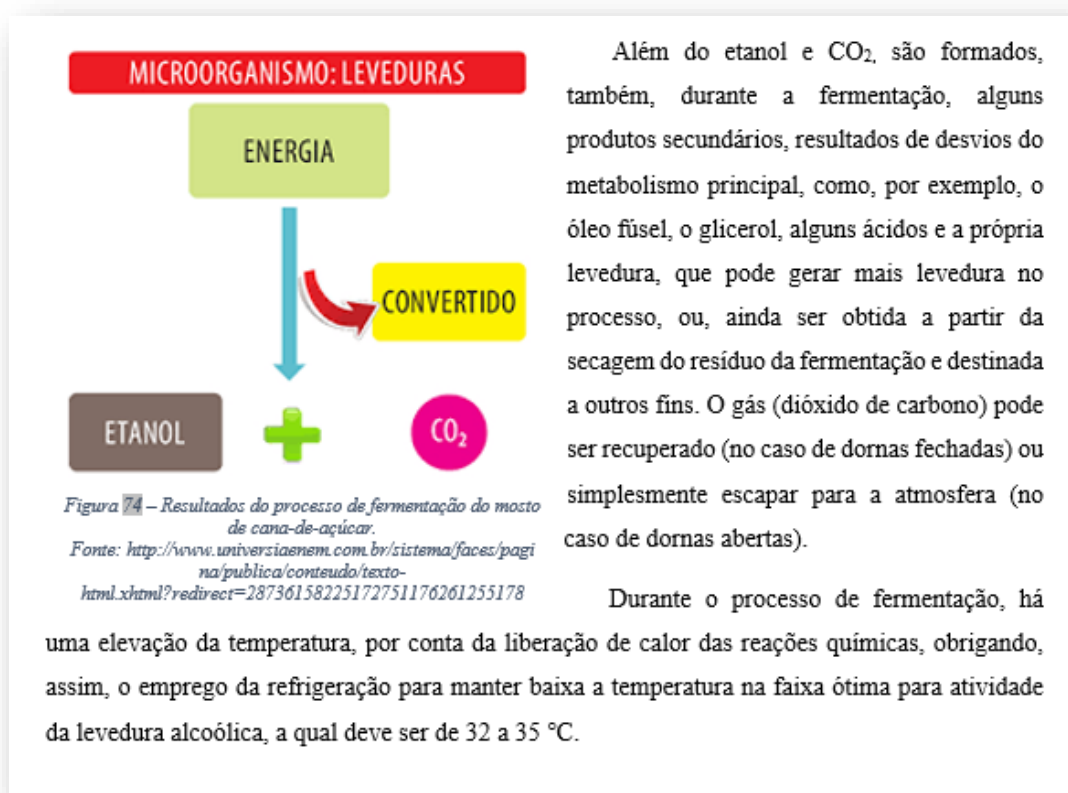 MICROORGANISMO: LEVEDURAS
ENERGIA
CONVERTIDO
ETANOL
CO₂
Figura 74 – Resultados do processo de fermentação do mosto
de cana-de-açúcar.
Fonte: http://www.universiaenem.com.br/sistema/faces/pagi
na/publica/conteudo/texto-
html.xhtml?redirect=28736158225172751176261255178
Além do etanol e CO₂, são formados,
também, durante a fermentação, alguns
produtos secundários, resultados de desvios do
metabolismo principal, como, por exemplo, o
óleo fúsel, o glicerol, alguns ácidos e a própria
levedura, que pode gerar mais levedura no
processo, ou, ainda ser obtida a partir da
secagem do resíduo da fermentação e destinada
a outros fins. O gás (dióxido de carbono) pode
ser recuperado (no caso de dornas fechadas) ou
simplesmente escapar para a atmosfera (no
caso de dornas abertas).
Durante o processo de fermentação, há
uma elevação da temperatura, por conta da liberação de calor das reações químicas, obrigando,
assim, o emprego da refrigeração para manter baixa a temperatura na faixa ótima para atividade
da levedura alcoólica, a qual deve ser de 32 a 35 °C.